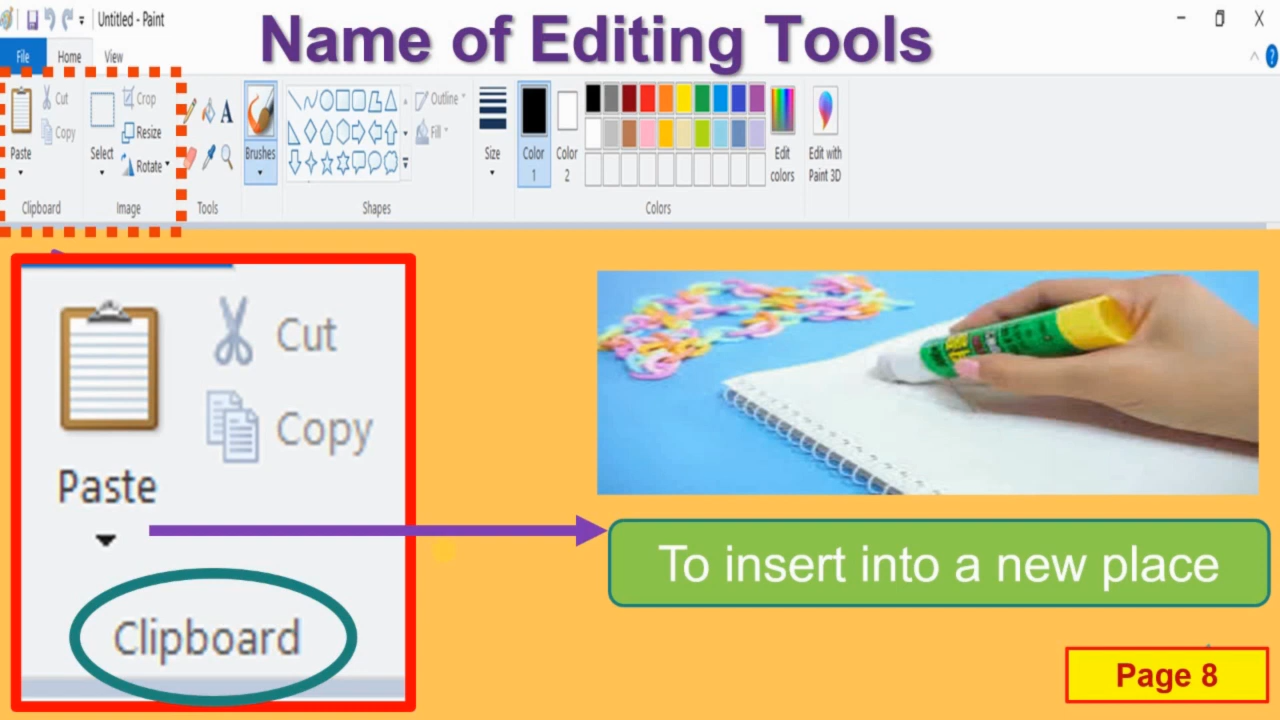 Untitled - Paint
Name of Editing Tools
File Home View
Cut
Copy
Paste
Crop
Resize
Rotate
Select
Brushes
Outline
Fill
Size
Color 1
Color 2
Edit colors
Edit with Paint 3D
Clipboard Image Tools Shapes Colors
Cut
Copy
Paste
Clipboard
To insert into a new place
Page 8